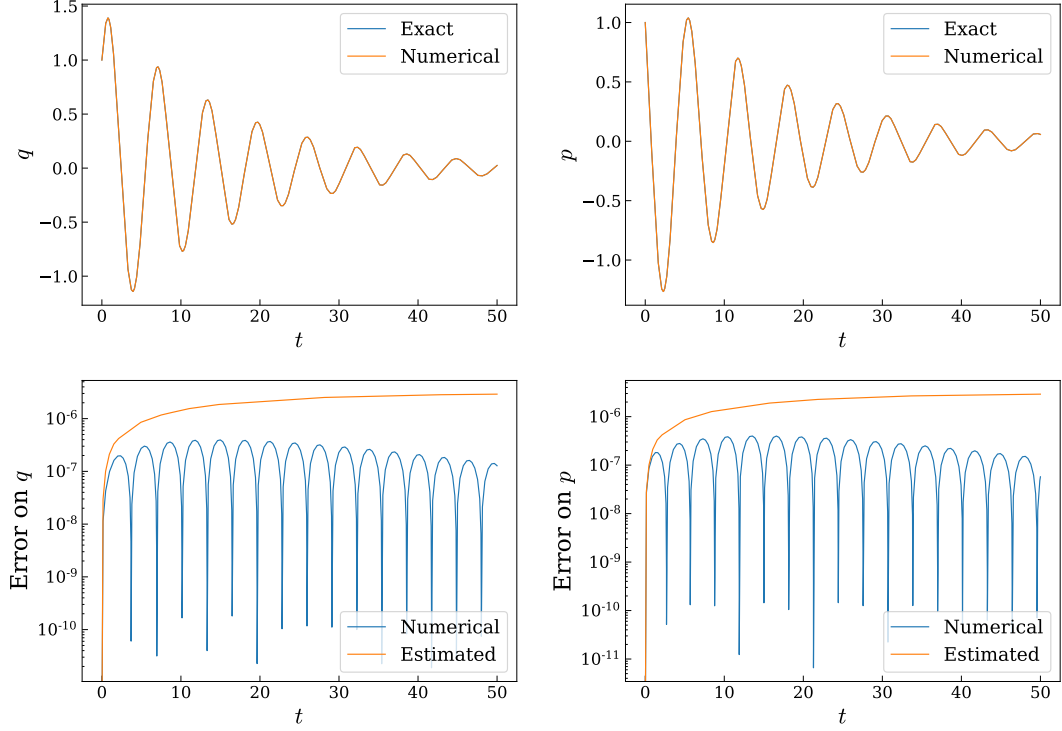 1.5
1.0
0.5
0.0
−0.5
−1.0
q
0 10 20 30 40 50
t
Exact
Numerical
1.0
0.5
0.0
−0.5
−1.0
p
0 10 20 30 40 50
t
Exact
Numerical
10⁻⁶
10⁻⁷
10⁻⁸
10⁻⁹
10⁻¹⁰
Error on q
0 10 20 30 40 50
t
Numerical
Estimated
10⁻⁶
10⁻⁷
10⁻⁸
10⁻⁹
10⁻¹⁰
10⁻¹¹
Error on p
0 10 20 30 40 50
t
Numerical
Estimated